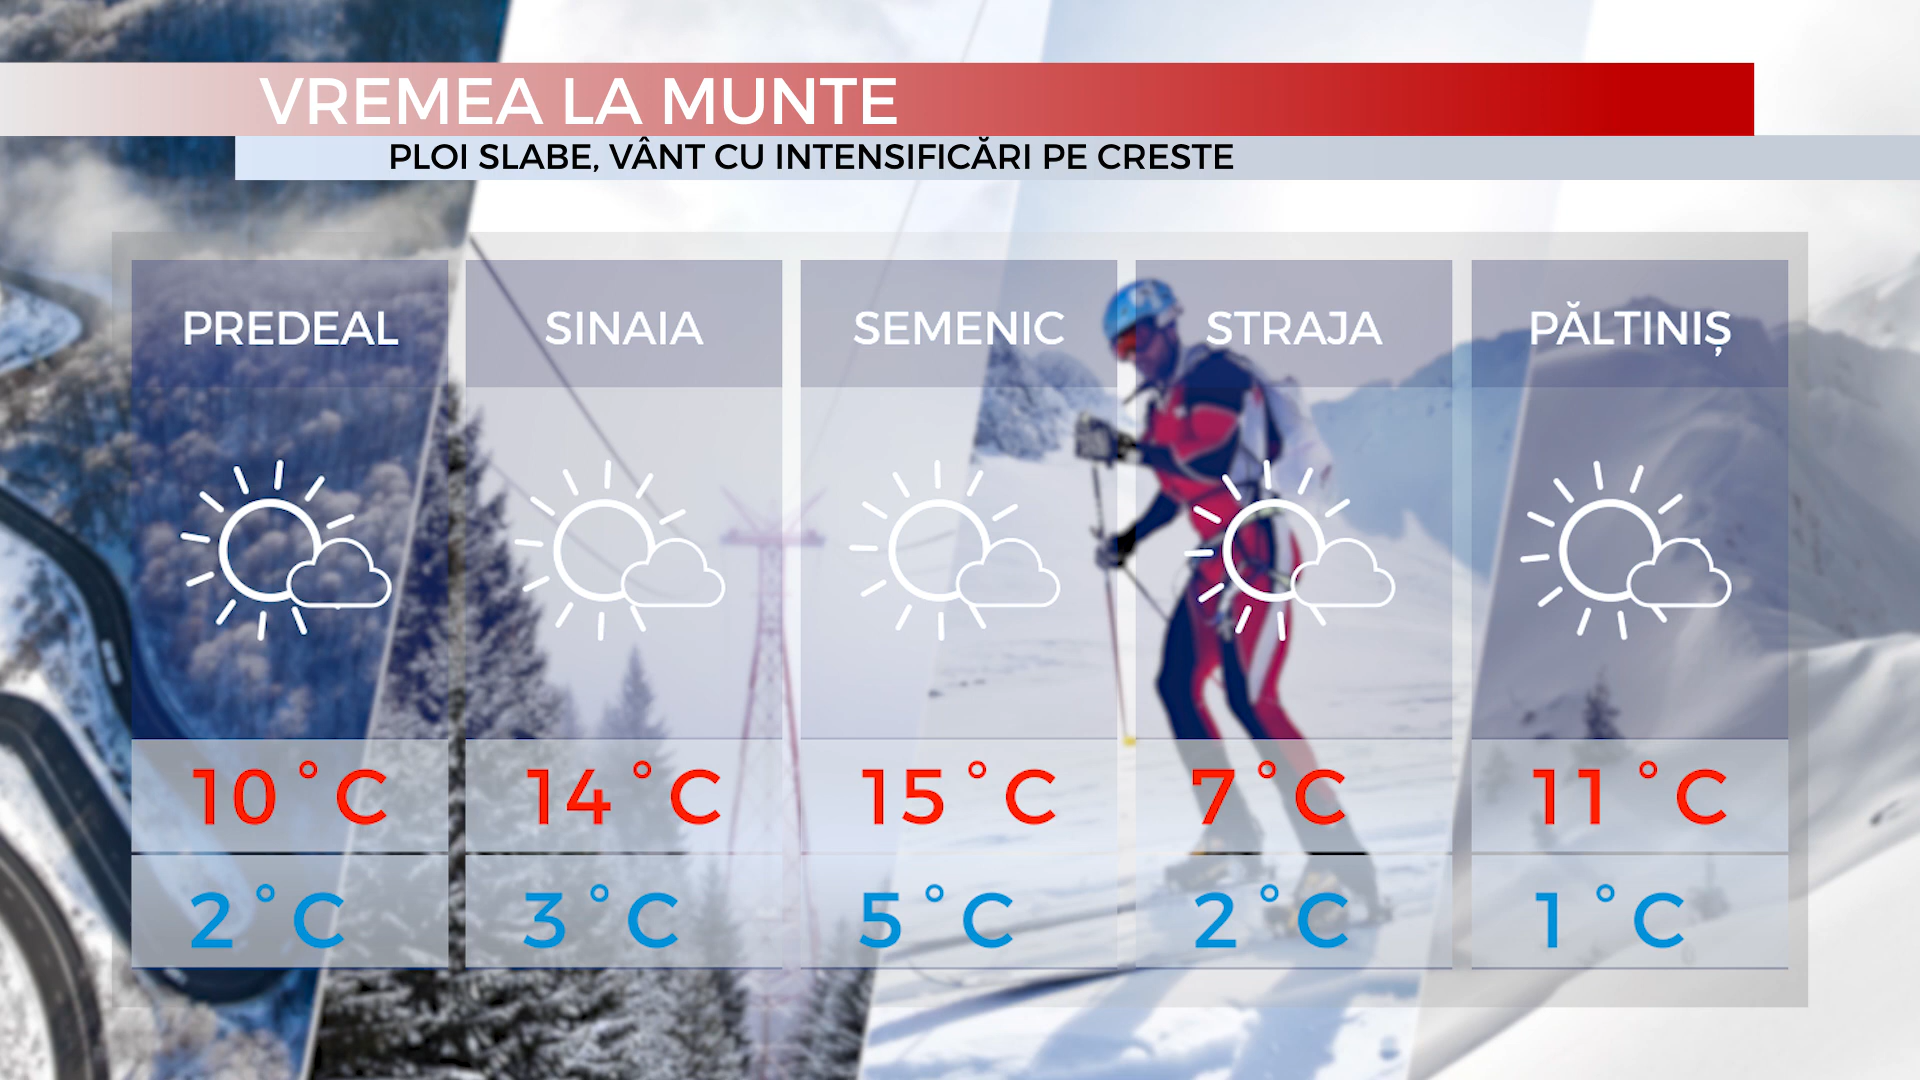 VREMEA LA MUNTE
PLOI SLABE, VÂNT CU INTENSIFICĂRI PE CRESTE
PREDEAL SINAIA SEMENIC STRAJA PĂLTINIȘ
10°C 14°C 15°C 7°C 11°C
2°C 3°C 5°C 2°C 1°C